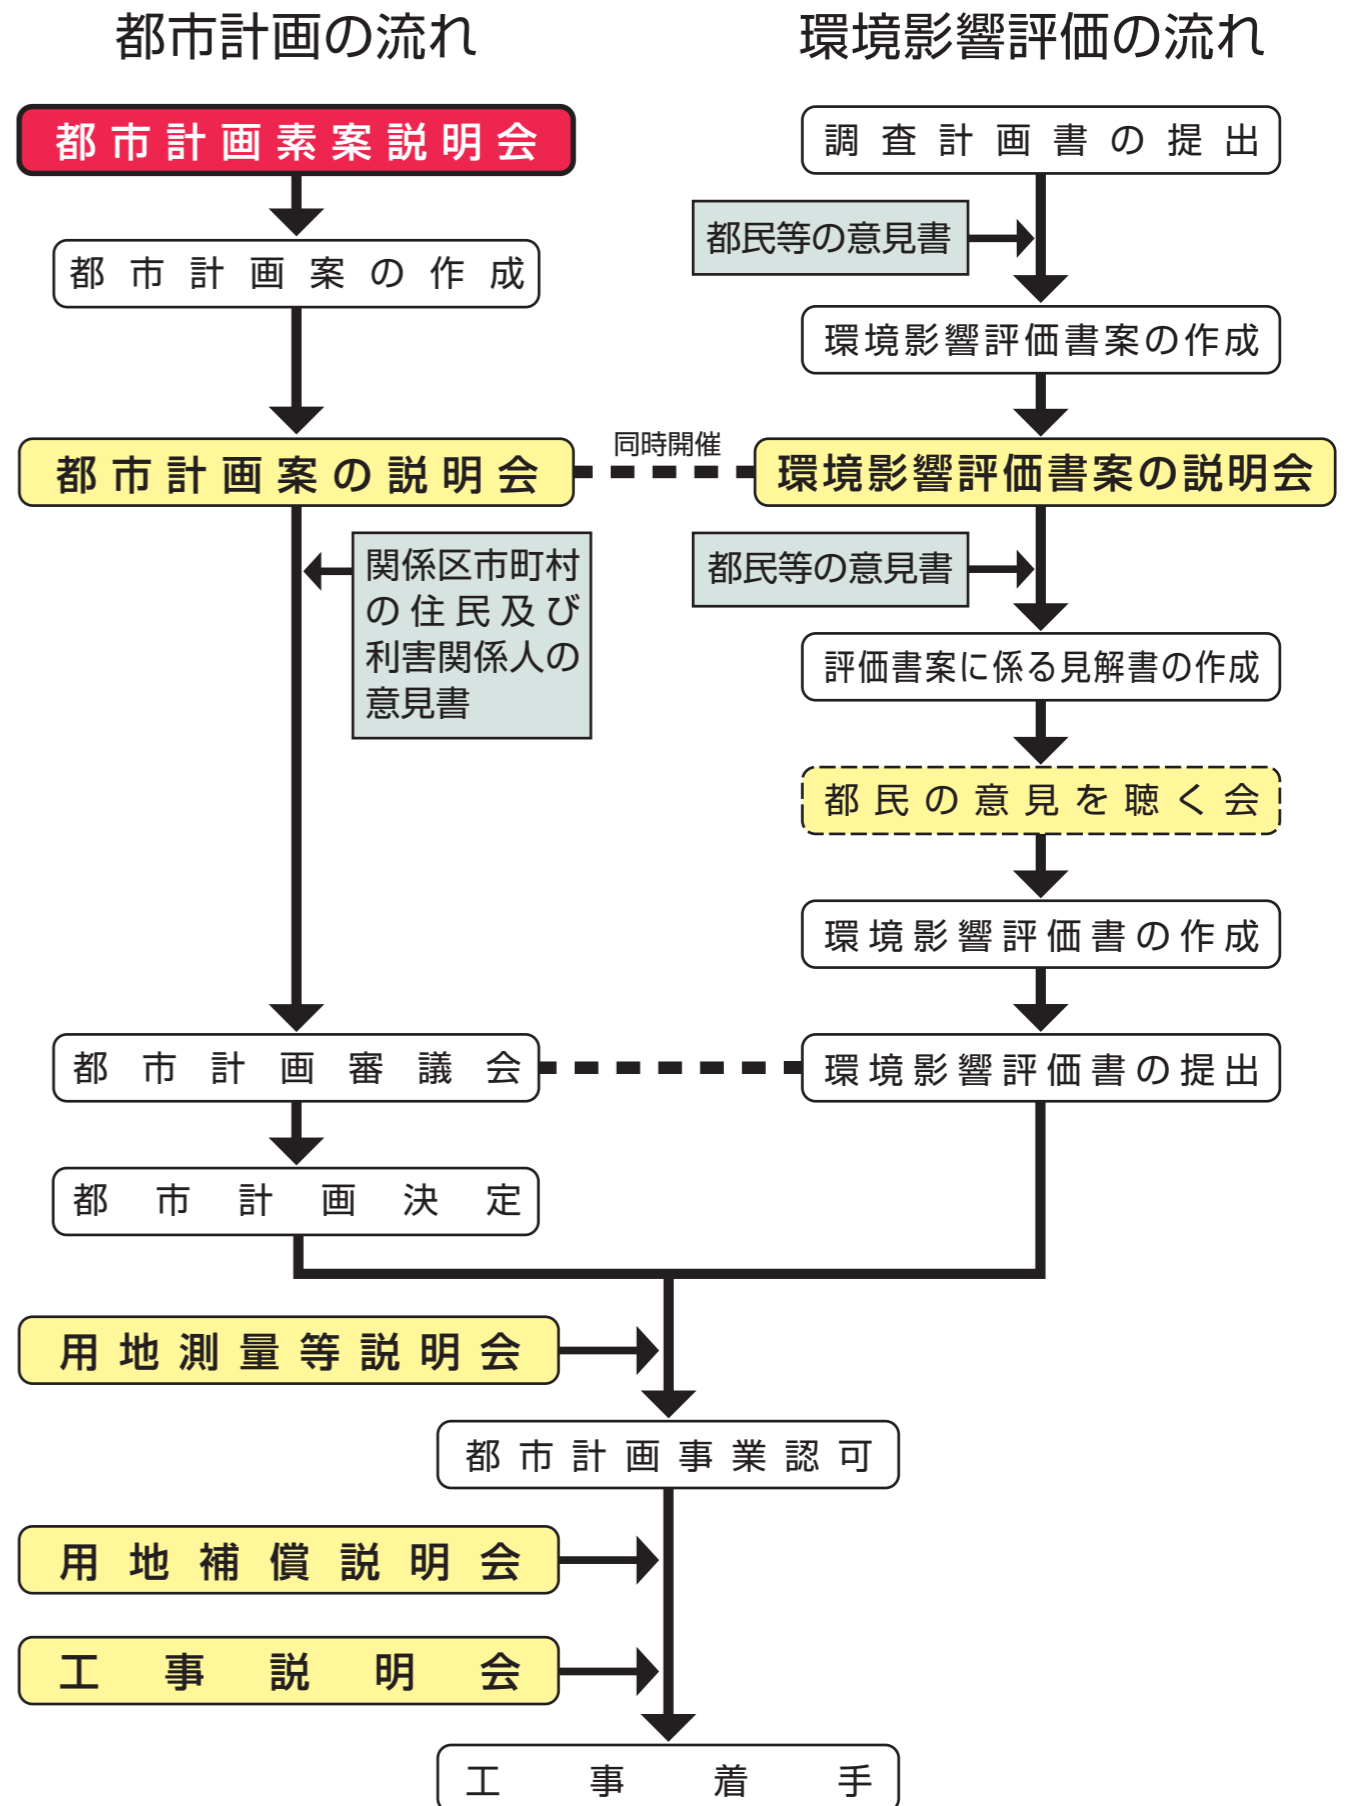 都市計画の流れ
都市計画素案説明会
都市計画案の作成
都市計画案の説明会
同時開催
関係区市町村
の住民及び
利害関係人の
意見書
都市計画審議会
都市計画決定
環境影響評価の流れ
調査計画書の提出
都民等の意見書
環境影響評価書案の作成
環境影響評価書案の説明会
都民等の意見書
評価書案に係る見解書の作成
都民の意見を聴く会
環境影響評価書の作成
環境影響評価書の提出
用地測量等説明会
都市計画事業認可
用地補償説明会
工事説明会
工事着手